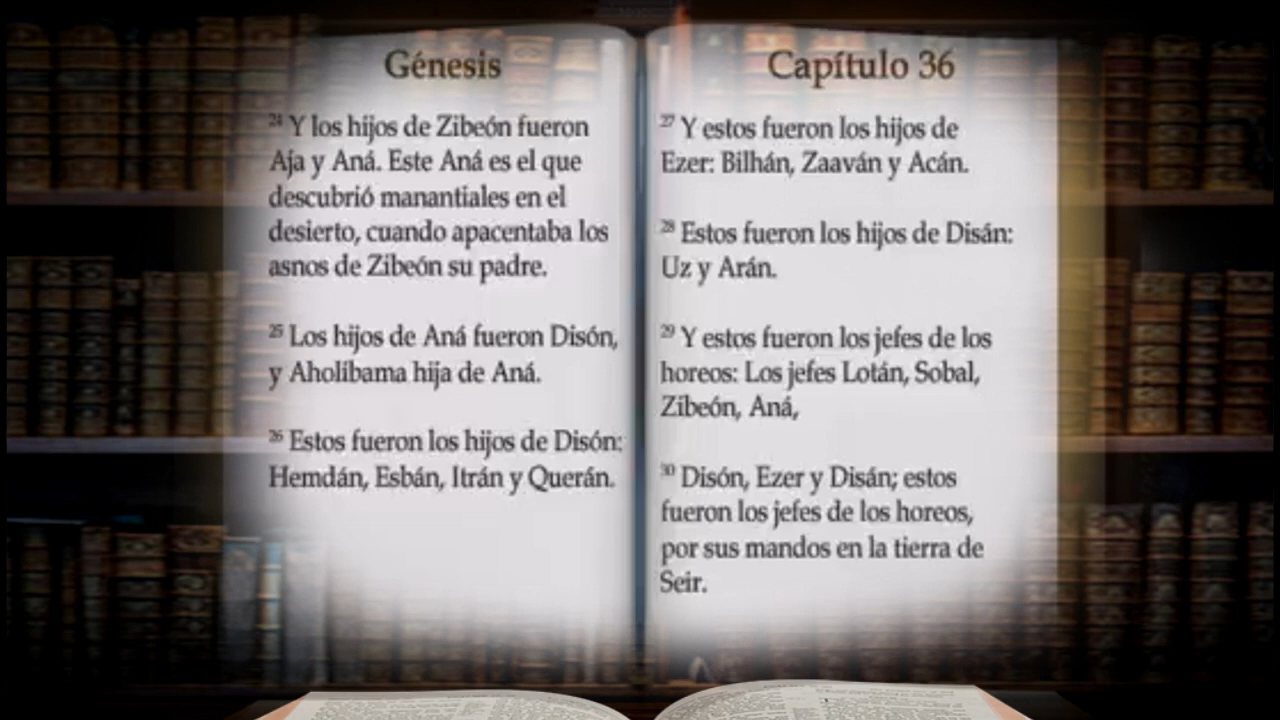 Génesis
24 Y los hijos de Zibeón fueron
Aja y Aná. Este Aná es el que
descubrió manantiales en el
desierto, cuando apacentaba los
asnos de Zibeón su padre.
25 Los hijos de Aná fueron Disón,
y Aholibama hija de Aná.
26 Estos fueron los hijos de Disón:
Hemdán, Esbán, Itrán y Querán.
Capítulo 36
27 Y estos fueron los hijos de
Ezer: Bilhán, Zaaván y Acán.
28 Estos fueron los hijos de Disán:
Uz y Arán.
29 Y estos fueron los jefes de los
horeos: Los jefes Lotán, Sobal,
Zibeón, Aná,
30 Disón, Ezer y Disán; estos
fueron los jefes de los horeos,
por sus mandos en la tierra de
Seir.